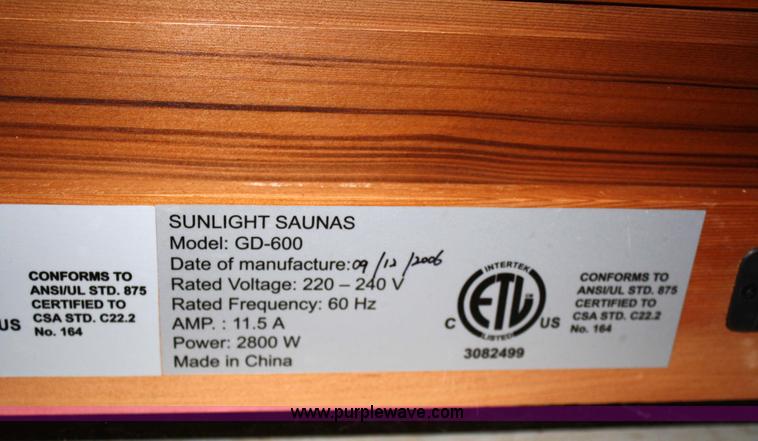 US
CONFORMS TO
ANSI/UL STD. 875
CERTIFIED TO
CSA STD. C22.2
No. 164
SUNLIGHT SAUNAS
Model: GD-600
Date of manufacture:09/12/2006
Rated Voltage: 220 – 240 V
Rated Frequency: 60 Hz
AMP. : 11.5 A
Power: 2800 W
Made in China
INTERTEK
ETL
LISTED
C US
3082499
CONFORMS TO
ANSI/UL STD. 875
CERTIFIED TO
CSA STD. C22.2
No. 164
www.purplewave.com